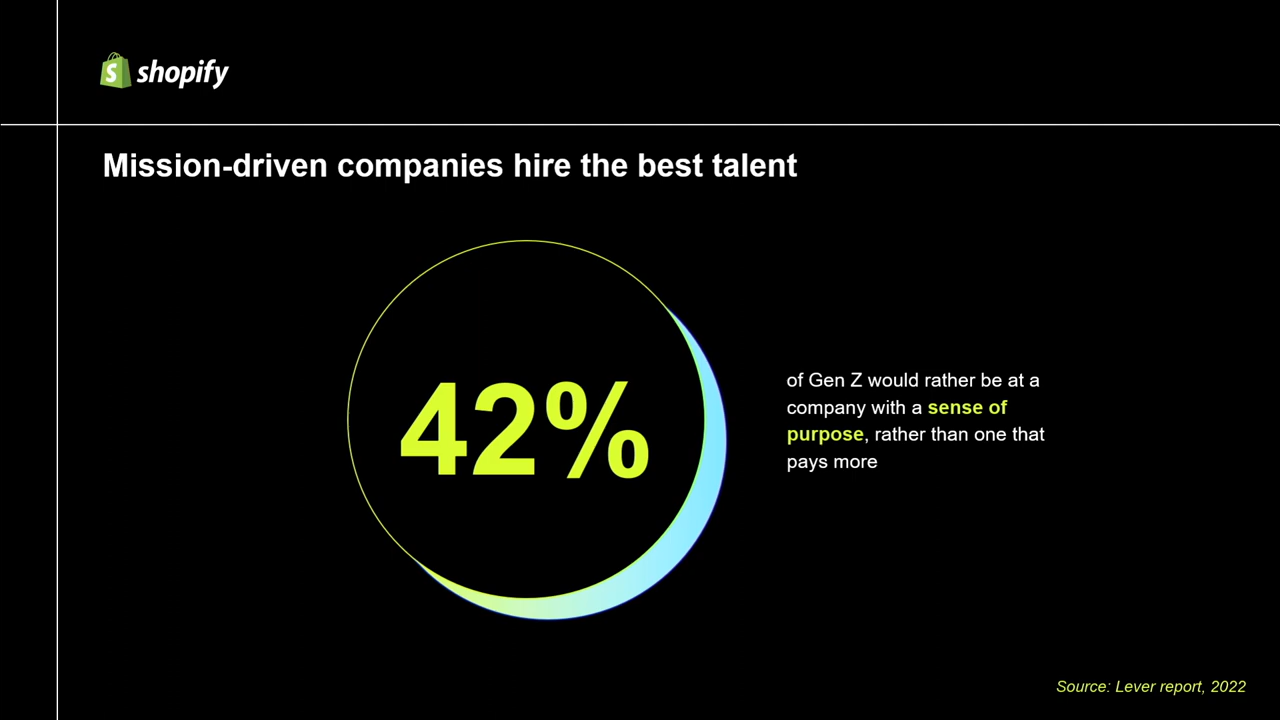 shopify
Mission-driven companies hire the best talent
42%
of Gen Z would rather be at a
company with a sense of
purpose, rather than one that
pays more
Source: Lever report, 2022